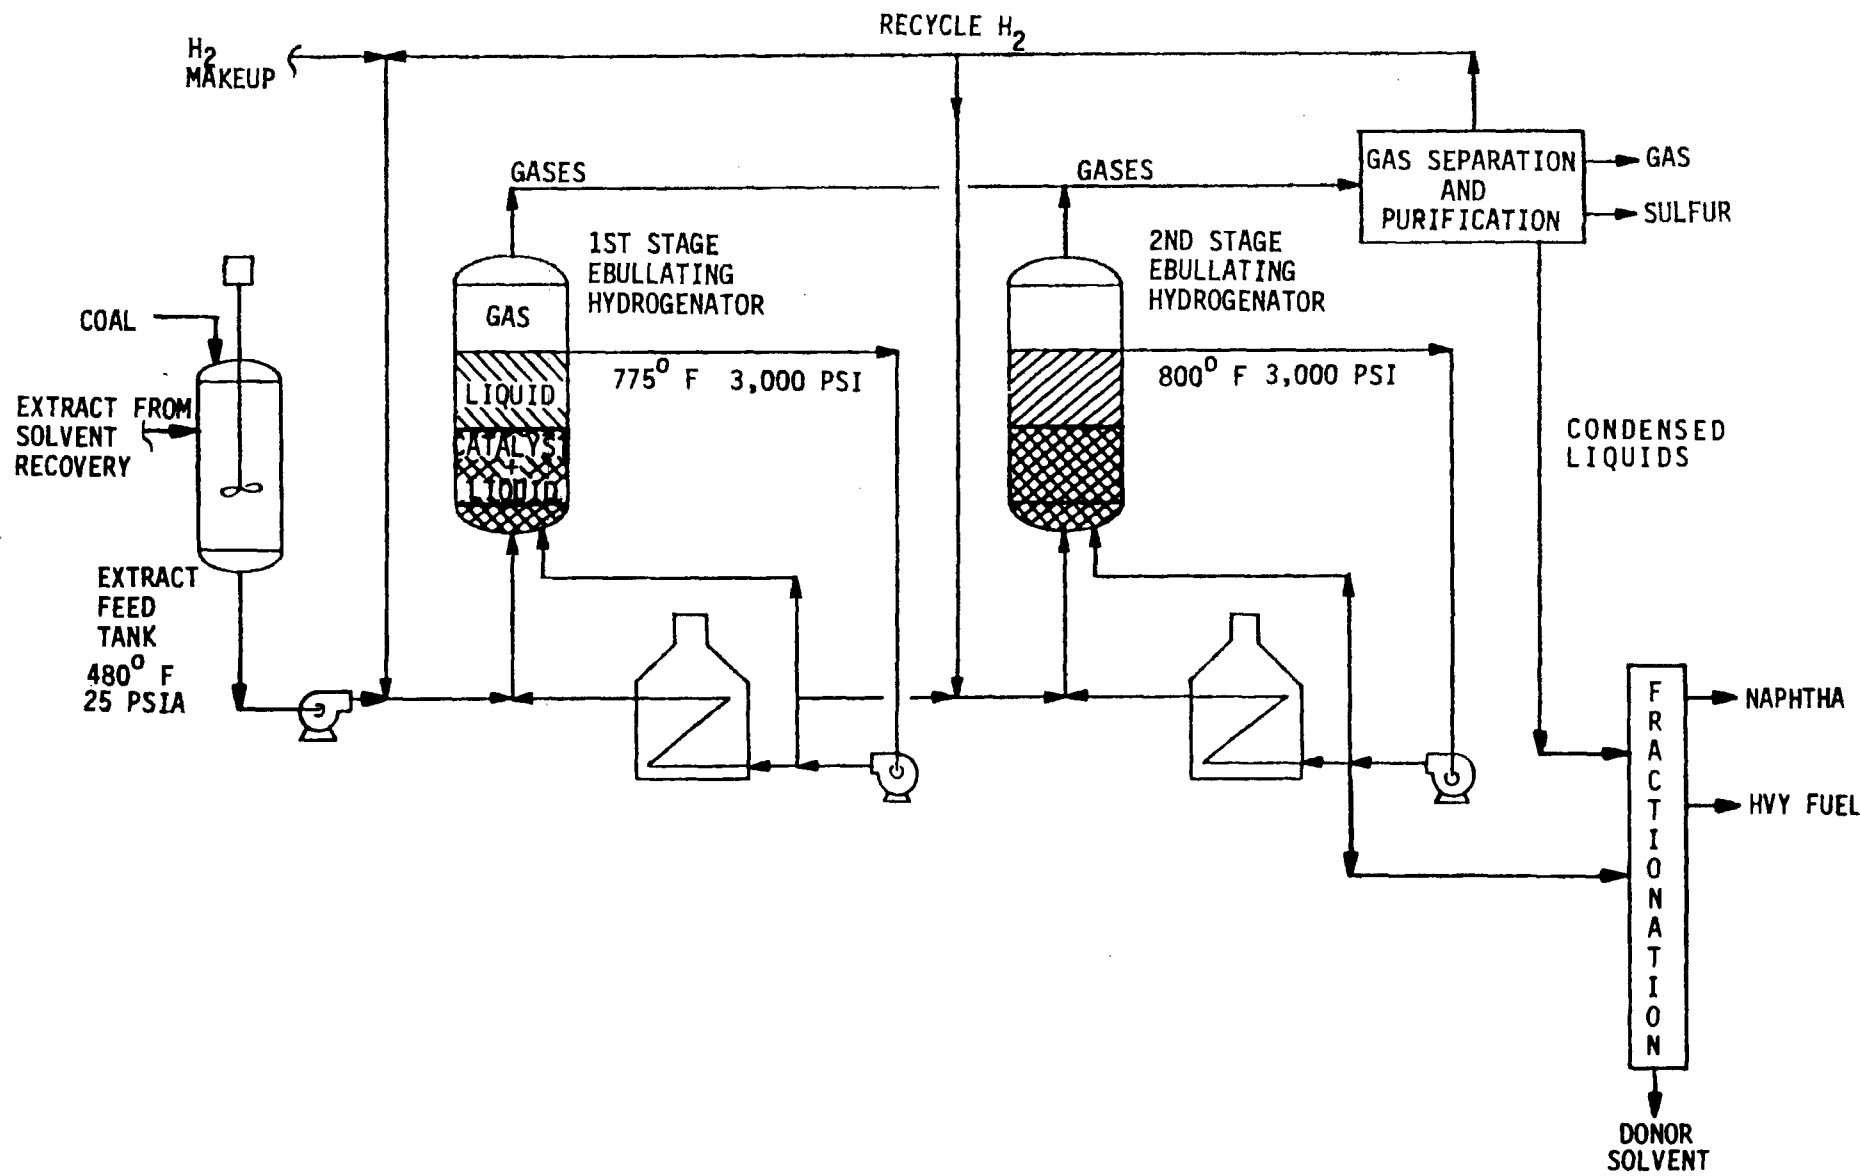 RECYCLE H2
H2
MAKEUP
GASES
GASES
GAS SEPARATION
AND
PURIFICATION
GAS
SULFUR
1ST STAGE
EBULLATING
HYDROGENATOR
2ND STAGE
EBULLATING
HYDROGENATOR
COAL
GAS
775° F 3,000 PSI
800° F 3,000 PSI
LIQUID
EXTRACT FROM
SOLVENT
RECOVERY
CATALYST
+
LIQUID
CONDENSED
LIQUIDS
EXTRACT
FEED
TANK
480° F
25 PSIA
FRACTIONATION
NAPHTHA
HVY FUEL
DONOR
SOLVENT